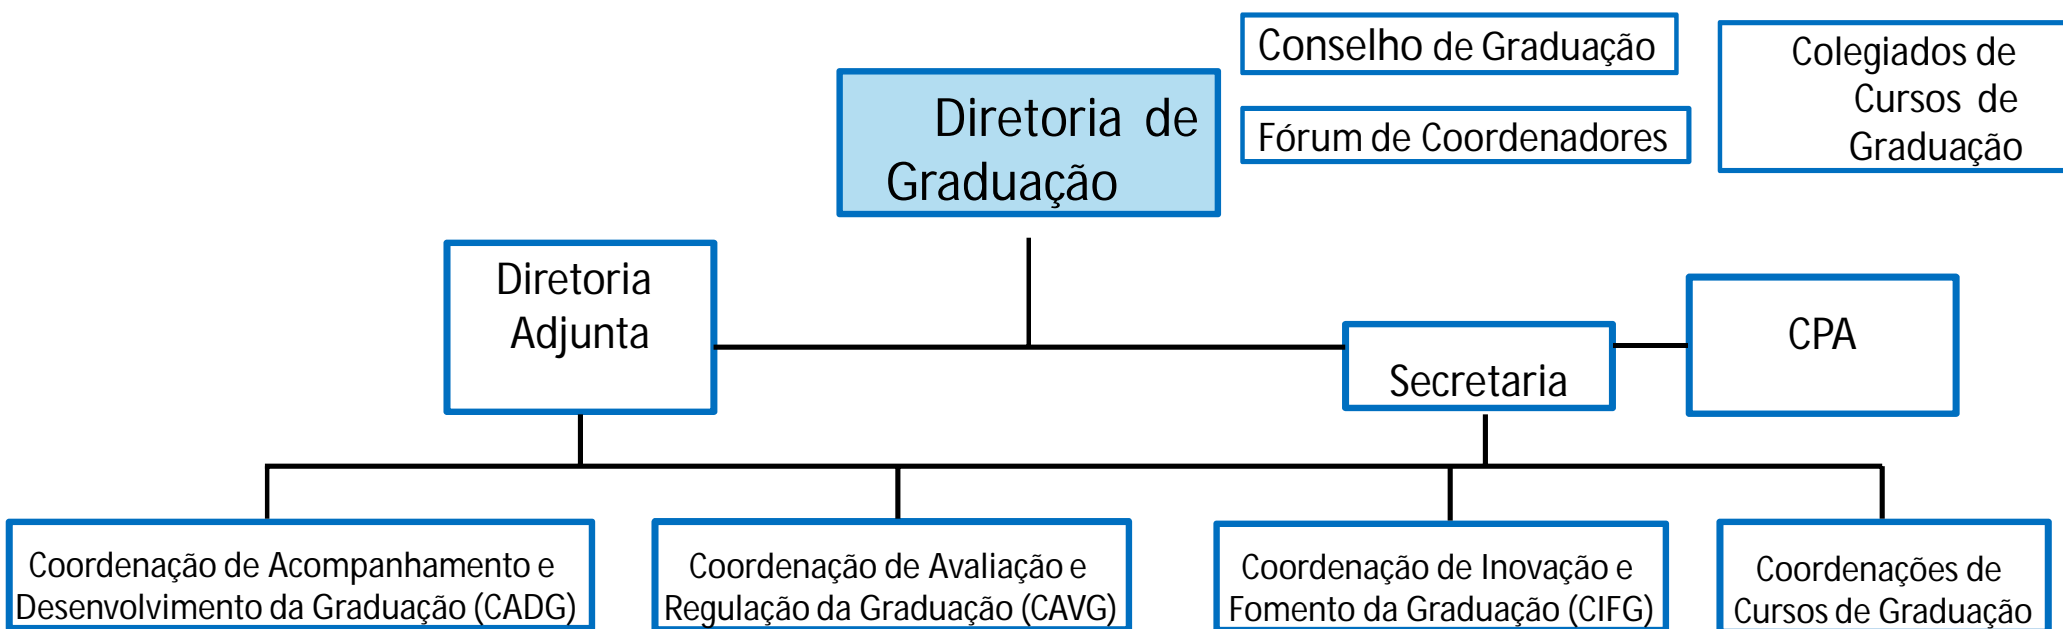 Conselho de Graduação
Colegiados de
Cursos de
Graduação
Diretoria de
Graduação
Fórum de Coordenadores
Diretoria
Adjunta
Secretaria
CPA
Coordenação de Acompanhamento e
Desenvolvimento da Graduação (CADG)
Coordenação de Avaliação e
Regulação da Graduação (CAVG)
Coordenação de Inovação e
Fomento da Graduação (CIFG)
Coordenações de
Cursos de Graduação